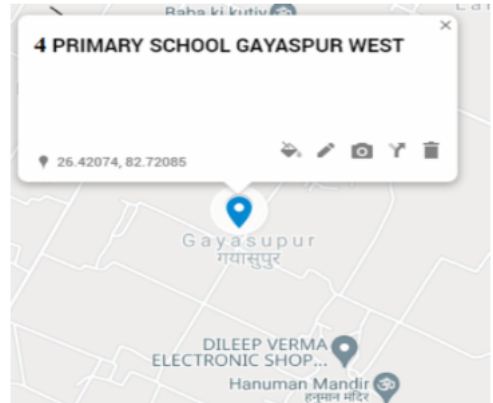 Baba ki kutiy
4 PRIMARY SCHOOL GAYASPUR WEST
26.42074, 82.72085
Gayasupur
गयासुपुर
DILEEP VERMA
ELECTRONIC SHOP...
Hanuman Mandir
हनुमान मंदिर